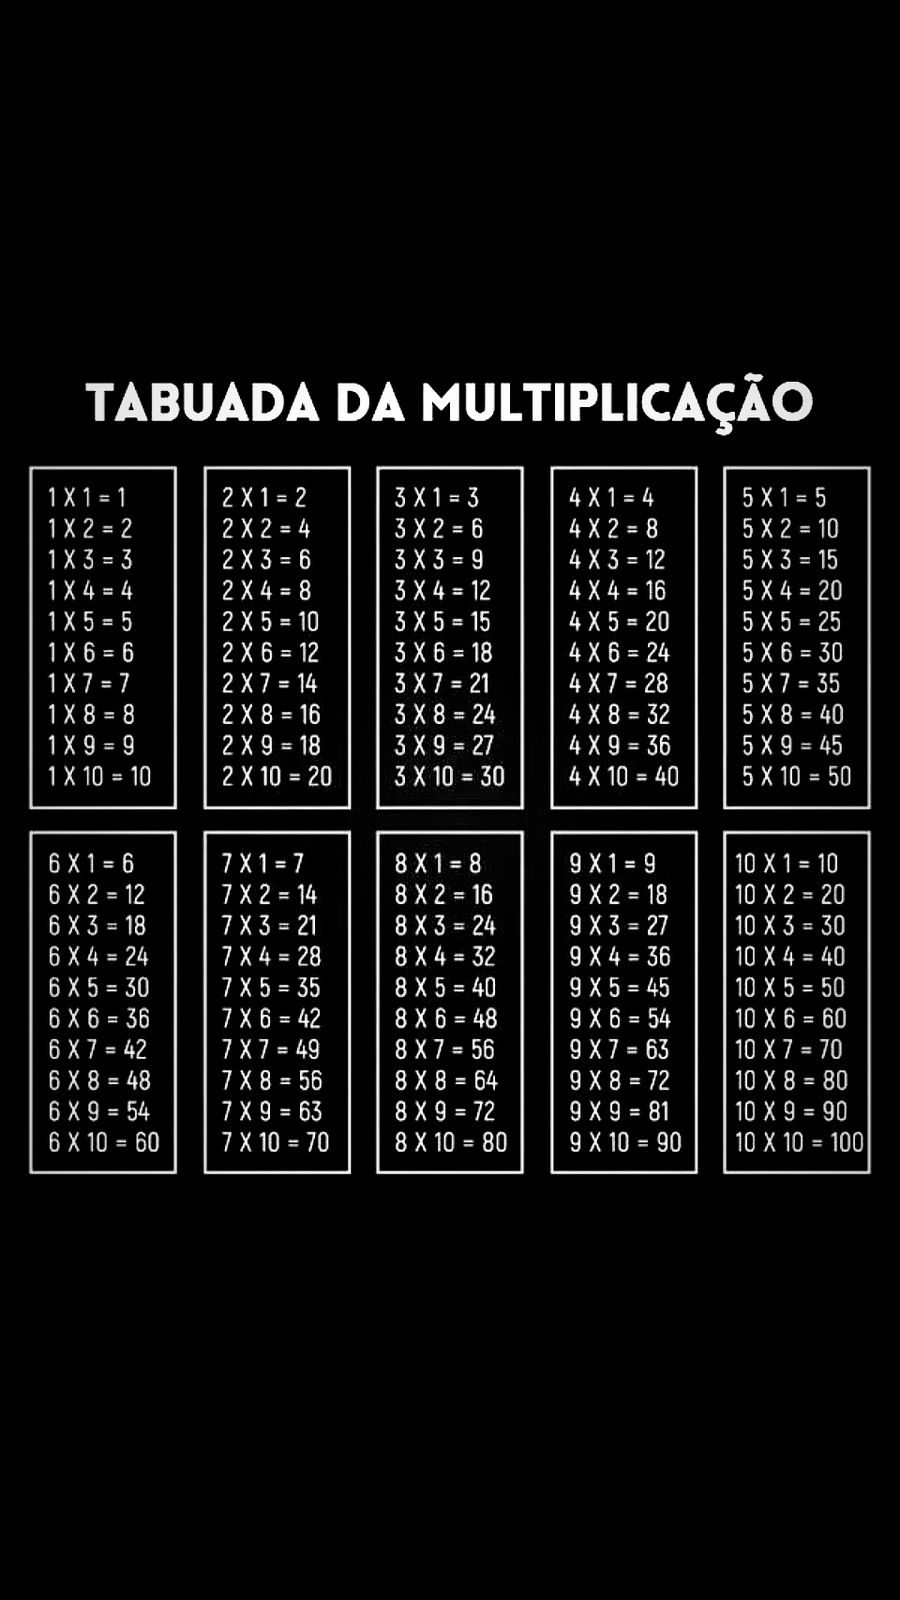 TABUADA DA MULTIPLICAÇÃO
1 X 1 = 1
1 X 2 = 2
1 X 3 = 3
1 X 4 = 4
1 X 5 = 5
1 X 6 = 6
1 X 7 = 7
1 X 8 = 8
1 X 9 = 9
1 X 10 = 10
2 X 1 = 2
2 X 2 = 4
2 X 3 = 6
2 X 4 = 8
2 X 5 = 10
2 X 6 = 12
2 X 7 = 14
2 X 8 = 16
2 X 9 = 18
2 X 10 = 20
3 X 1 = 3
3 X 2 = 6
3 X 3 = 9
3 X 4 = 12
3 X 5 = 15
3 X 6 = 18
3 X 7 = 21
3 X 8 = 24
3 X 9 = 27
3 X 10 = 30
4 X 1 = 4
4 X 2 = 8
4 X 3 = 12
4 X 4 = 16
4 X 5 = 20
4 X 6 = 24
4 X 7 = 28
4 X 8 = 32
4 X 9 = 36
4 X 10 = 40
5 X 1 = 5
5 X 2 = 10
5 X 3 = 15
5 X 4 = 20
5 X 5 = 25
5 X 6 = 30
5 X 7 = 35
5 X 8 = 40
5 X 9 = 45
5 X 10 = 50
6 X 1 = 6
6 X 2 = 12
6 X 3 = 18
6 X 4 = 24
6 X 5 = 30
6 X 6 = 36
6 X 7 = 42
6 X 8 = 48
6 X 9 = 54
6 X 10 = 60
7 X 1 = 7
7 X 2 = 14
7 X 3 = 21
7 X 4 = 28
7 X 5 = 35
7 X 6 = 42
7 X 7 = 49
7 X 8 = 56
7 X 9 = 63
7 X 10 = 70
8 X 1 = 8
8 X 2 = 16
8 X 3 = 24
8 X 4 = 32
8 X 5 = 40
8 X 6 = 48
8 X 7 = 56
8 X 8 = 64
8 X 9 = 72
8 X 10 = 80
9 X 1 = 9
9 X 2 = 18
9 X 3 = 27
9 X 4 = 36
9 X 5 = 45
9 X 6 = 54
9 X 7 = 63
9 X 8 = 72
9 X 9 = 81
9 X 10 = 90
10 X 1 = 10
10 X 2 = 20
10 X 3 = 30
10 X 4 = 40
10 X 5 = 50
10 X 6 = 60
10 X 7 = 70
10 X 8 = 80
10 X 9 = 90
10 X 10 = 100